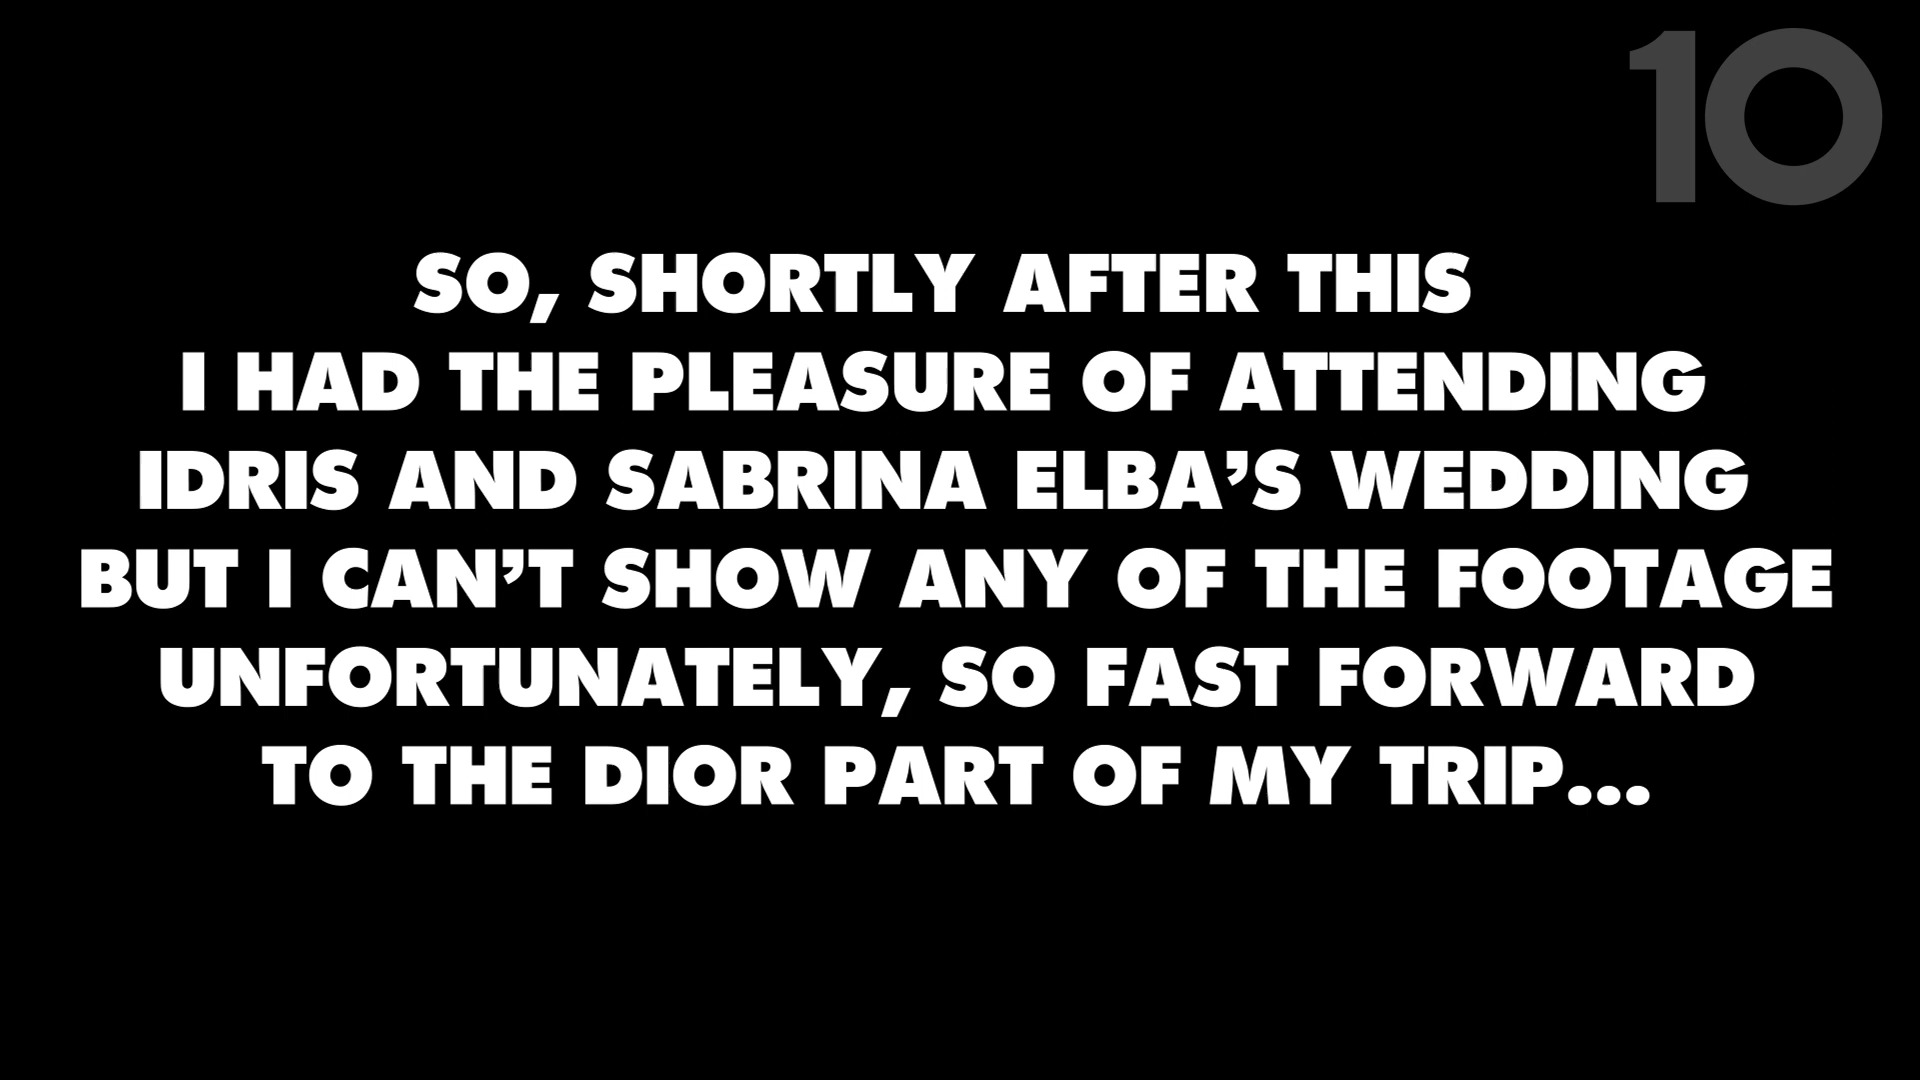 10
SO, SHORTLY AFTER THIS
I HAD THE PLEASURE OF ATTENDING
IDRIS AND SABRINA ELBA’S WEDDING
BUT I CAN’T SHOW ANY OF THE FOOTAGE
UNFORTUNATELY, SO FAST FORWARD
TO THE DIOR PART OF MY TRIP...